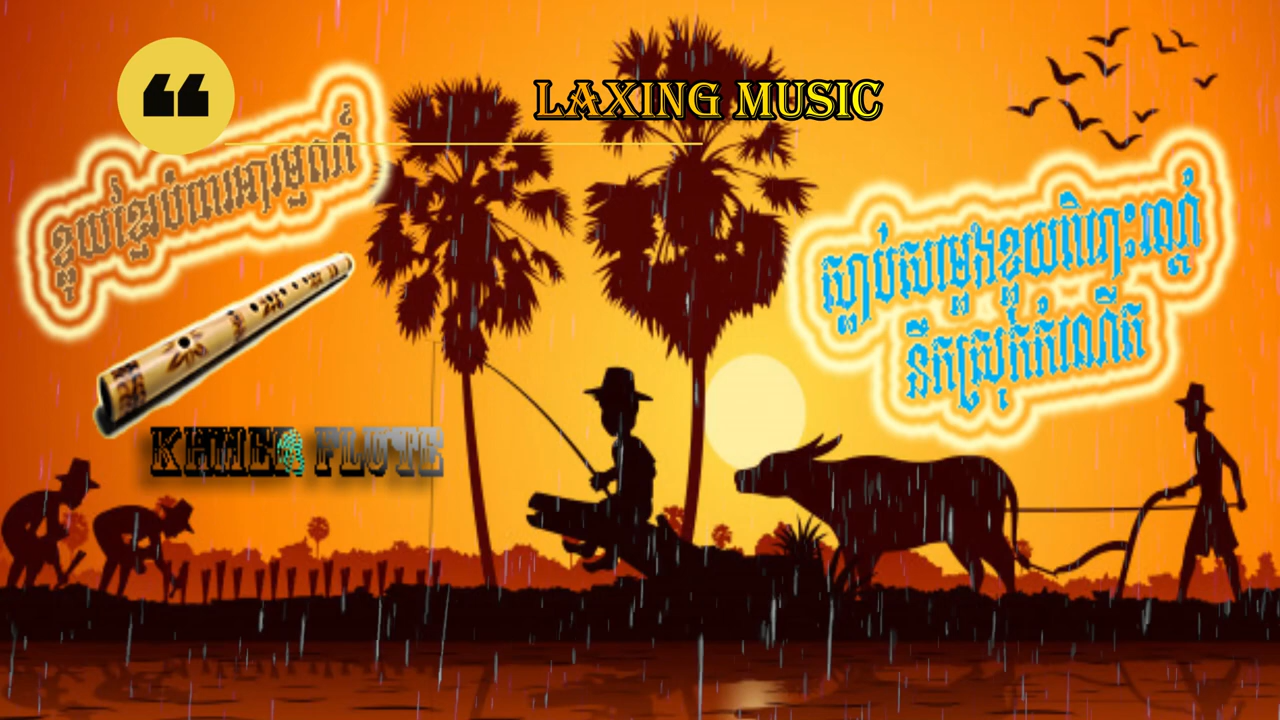 ❝
LAXING MUSIC
ខ្លុយខ្មែរបំពេរអារម្មណ៍
ស្តាប់សម្លេងខ្លុយពិរោះរណ្តំ
នឹកស្រុកកំណើត
KHMER FLUTE